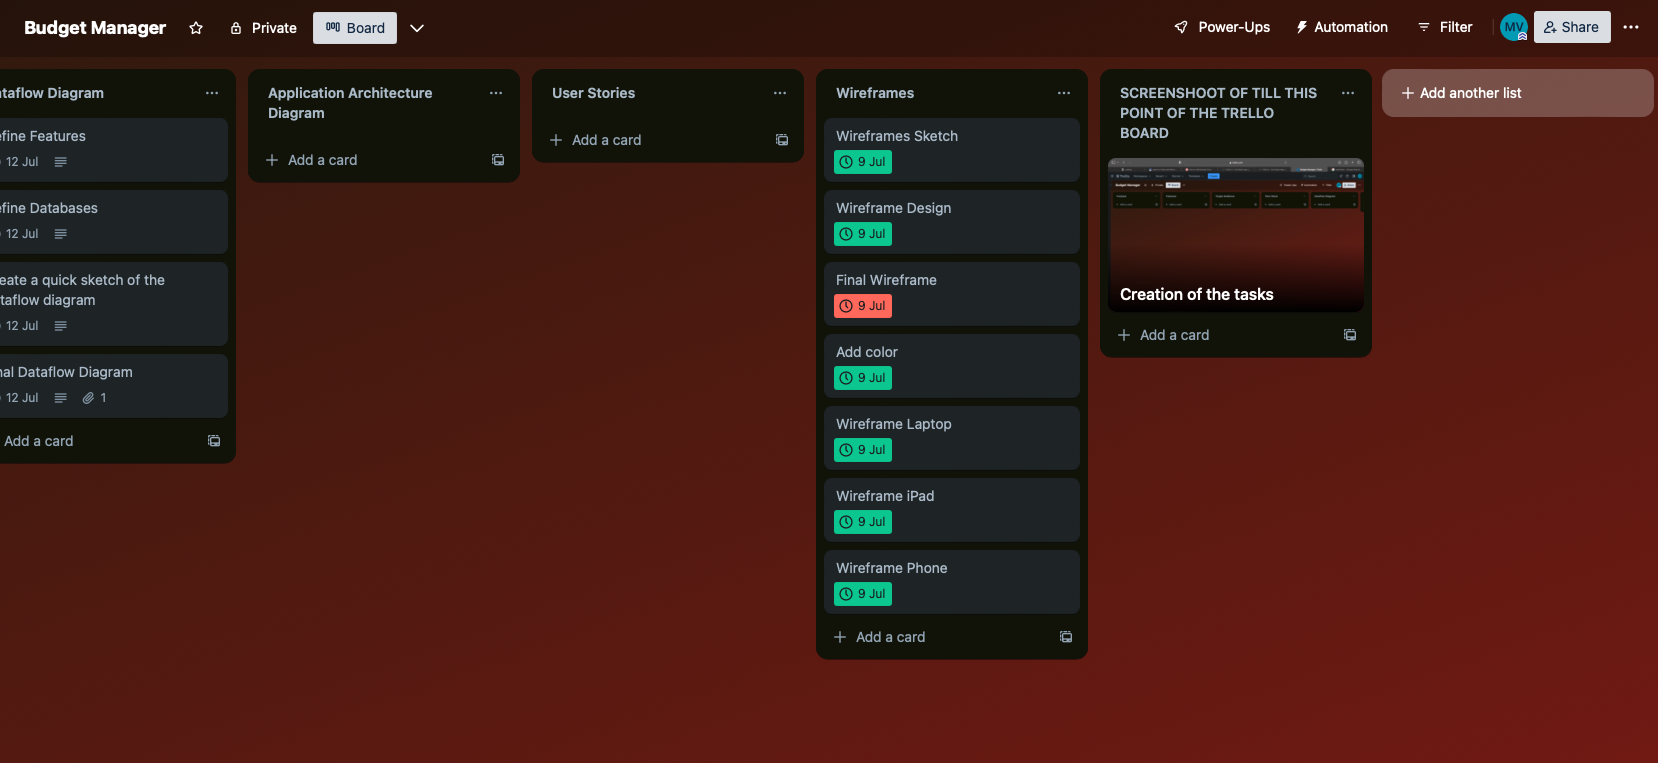 Budget Manager
Private
Board
Power-Ups
Automation
Filter
MV
Share
taflow Diagram
efine Features
12 Jul
efine Databases
12 Jul
eate a quick sketch of the
taflow diagram
12 Jul
nal Dataflow Diagram
12 Jul
1
Add a card
Application Architecture
Diagram
Add a card
User Stories
Add a card
Wireframes
Wireframes Sketch
9 Jul
Wireframe Design
9 Jul
Final Wireframe
9 Jul
Add color
9 Jul
Wireframe Laptop
9 Jul
Wireframe iPad
9 Jul
Wireframe Phone
9 Jul
Add a card
SCREENSHOOT OF TILL THIS
POINT OF THE TRELLO
BOARD
Budget Manager
Creation of the tasks
Add a card
Add another list